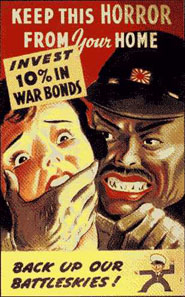 KEEP THIS HORROR
FROM Your HOME
INVEST
10% IN
WAR BONDS
BACK UP OUR
BATTLESKIES!